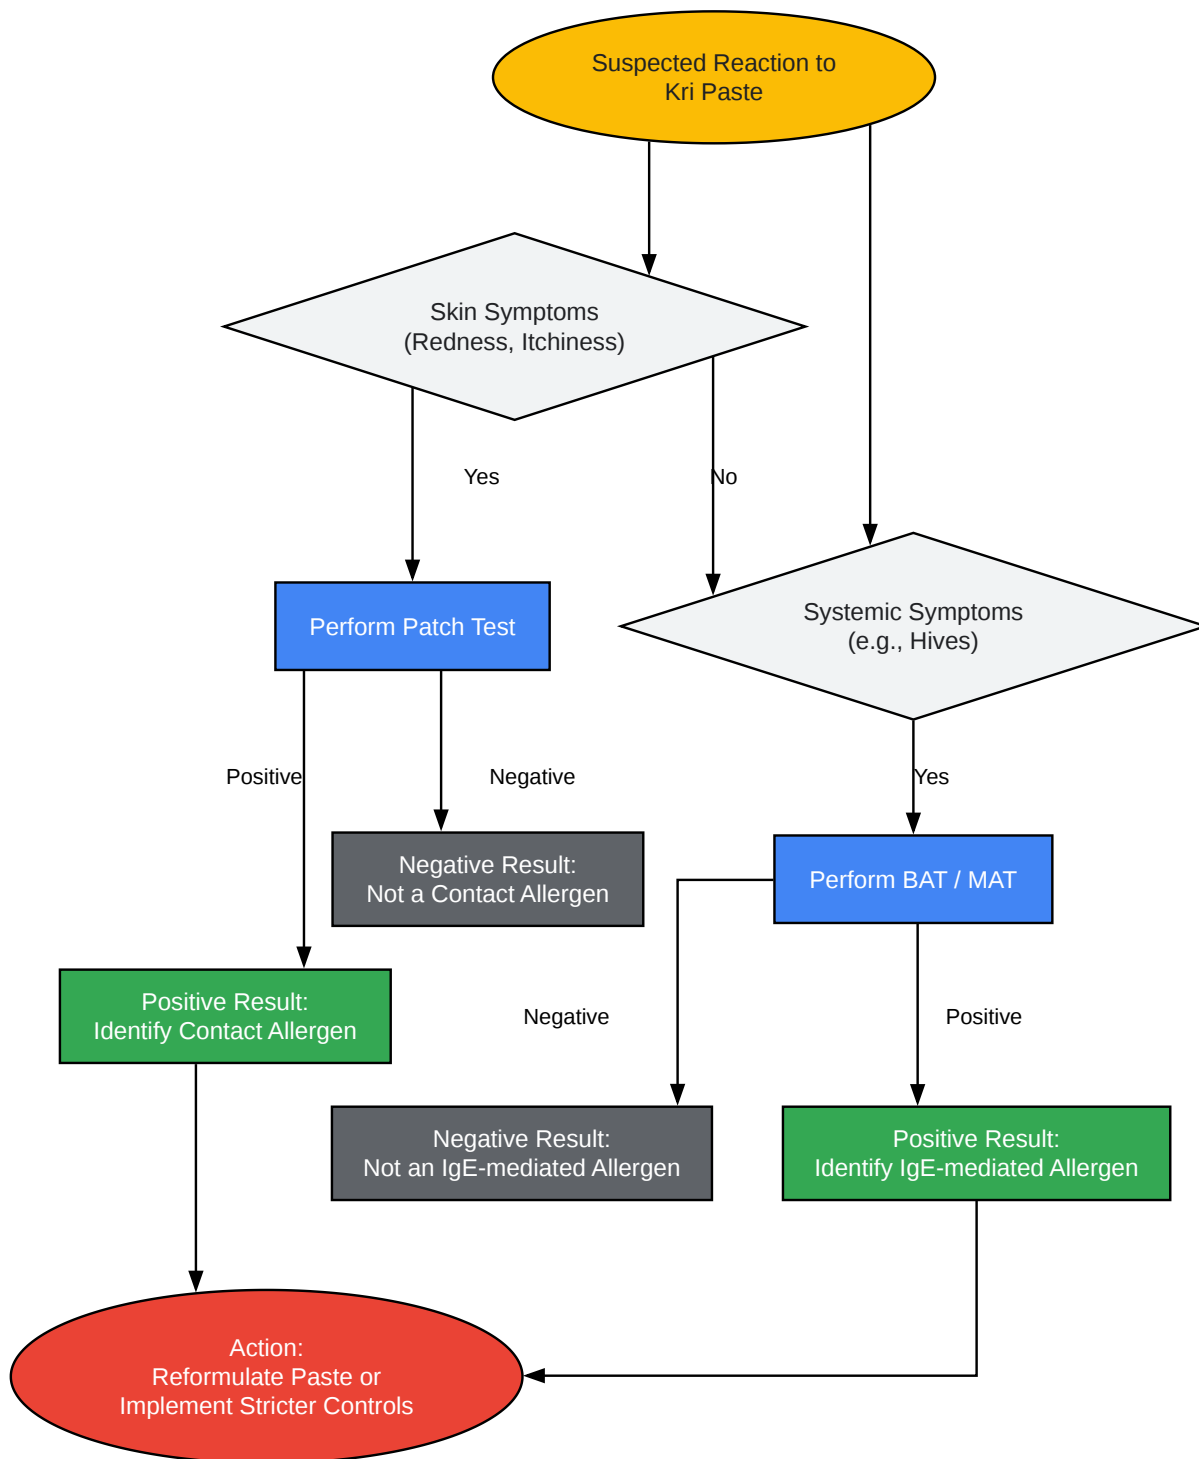 Suspected Reaction to
Kri Paste
Skin Symptoms
(Redness, Itchiness)
Yes
No
Perform Patch Test
Systemic Symptoms
(e.g., Hives)
Positive
Negative
Yes
Negative Result:
Not a Contact Allergen
Perform BAT / MAT
Positive Result:
Identify Contact Allergen
Negative
Positive
Negative Result:
Not an IgE-mediated Allergen
Positive Result:
Identify IgE-mediated Allergen
Action:
Reformulate Paste or
Implement Stricter Controls